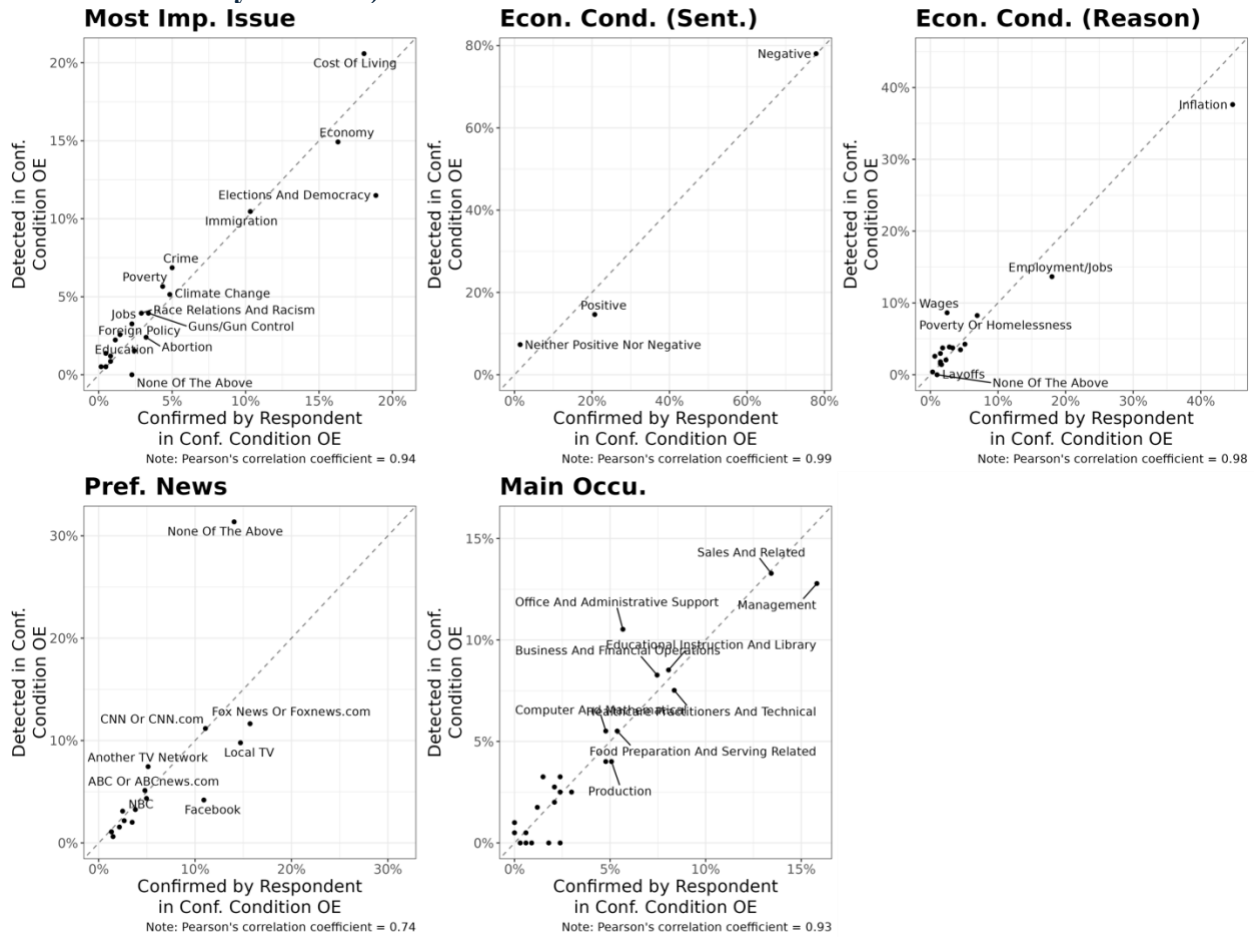 Most Imp. Issue
20%
15%
10%
5%
0%
Cost Of Living
Economy
Elections And Democracy
Immigration
Crime
Poverty
Climate Change
Jobs
Race Relations And Racism
Guns/Gun Control
Foreign Policy
Abortion
Education
None Of The Above
0% 5% 10% 15% 20%
Detected in Conf.
Condition OE
Confirmed by Respondent
in Conf. Condition OE
Note: Pearson's correlation coefficient = 0.94
Econ. Cond. (Sent.)
80%
60%
40%
20%
0%
Negative
Positive
Neither Positive Nor Negative
0% 20% 40% 60% 80%
Detected in Conf.
Condition OE
Confirmed by Respondent
in Conf. Condition OE
Note: Pearson's correlation coefficient = 0.99
Econ. Cond. (Reason)
40%
30%
20%
10%
0%
Inflation
Employment/Jobs
Wages
Poverty Or Homelessness
Layoffs
None Of The Above
0% 10% 20% 30% 40%
Detected in Conf.
Condition OE
Confirmed by Respondent
in Conf. Condition OE
Note: Pearson's correlation coefficient = 0.98
Pref. News
30%
20%
10%
0%
None Of The Above
CNN Or CNN.com
Fox News Or Foxnews.com
Local TV
Another TV Network
ABC Or ABCnews.com
NBC
Facebook
0% 10% 20% 30%
Detected in Conf.
Condition OE
Confirmed by Respondent
in Conf. Condition OE
Note: Pearson's correlation coefficient = 0.74
Main Occu.
15%
10%
5%
0%
Sales And Related
Management
Office And Administrative Support
Educational Instruction And Library
Business And Financial Operations
Computer And Mathematical
Healthcare Practitioners And Technical
Food Preparation And Serving Related
Production
0% 5% 10% 15%
Detected in Conf.
Condition OE
Confirmed by Respondent
in Conf. Condition OE
Note: Pearson's correlation coefficient = 0.93